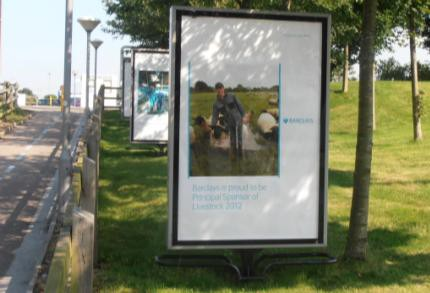 BARCLAYS
Barclays is proud to be
Principal Sponsor of
Livestock 2012